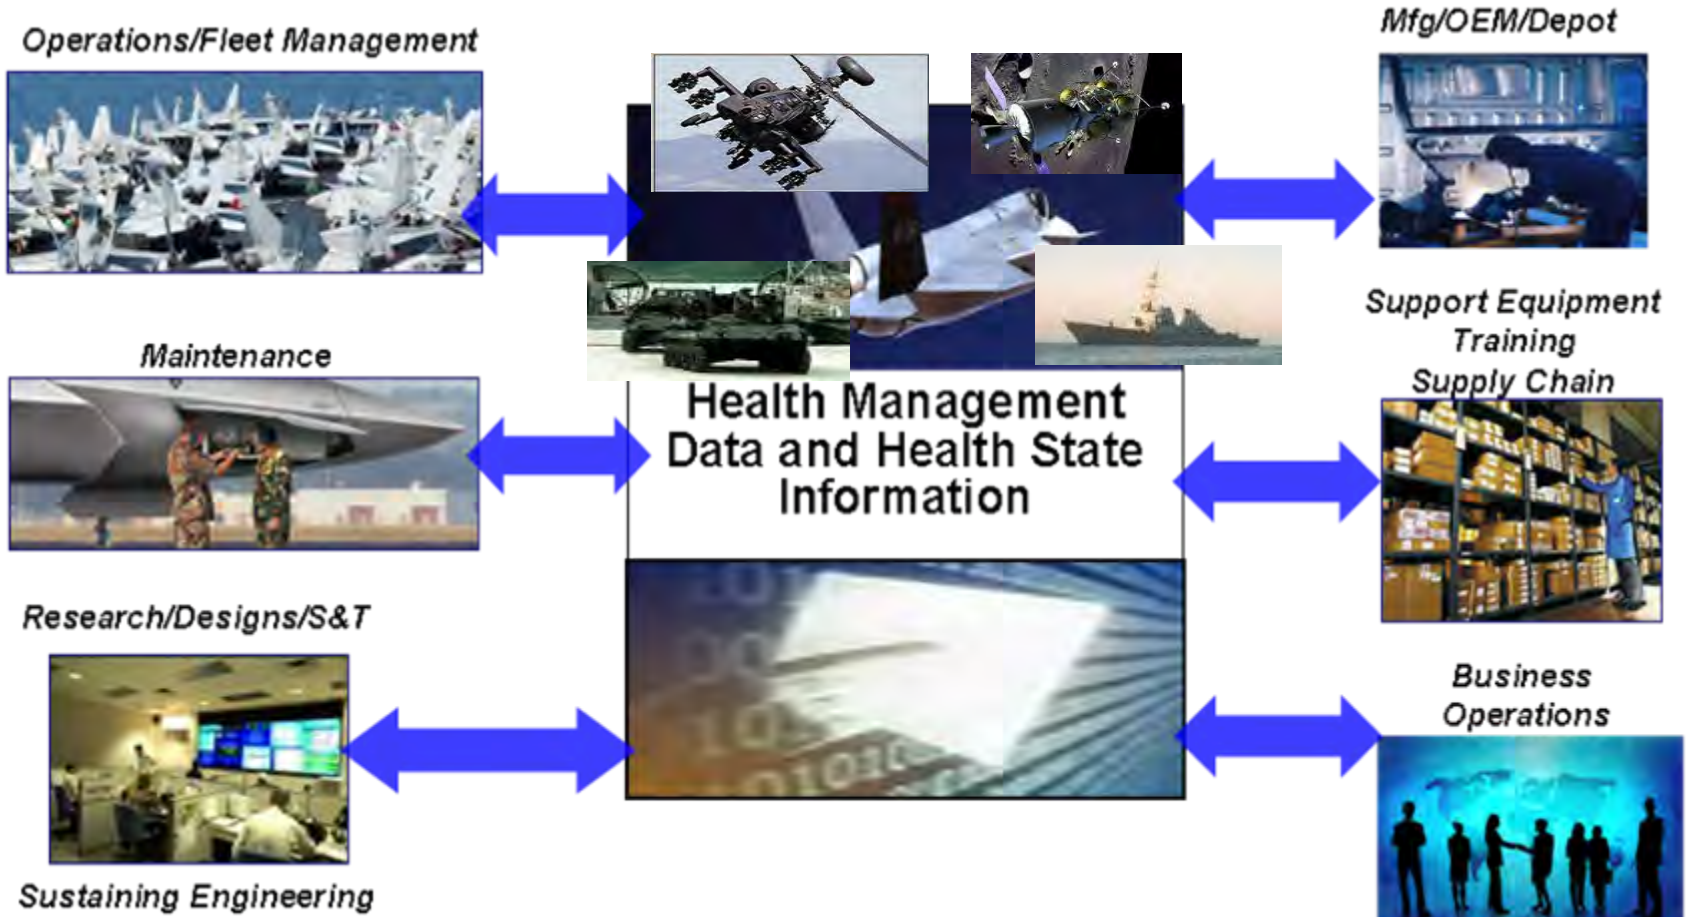 Operations/Fleet Management
Mfg/OEM/Depot
Maintenance
Support Equipment
Training
Supply Chain
Health Management
Data and Health State
Information
Research/Designs/S&T
Business
Operations
Sustaining Engineering